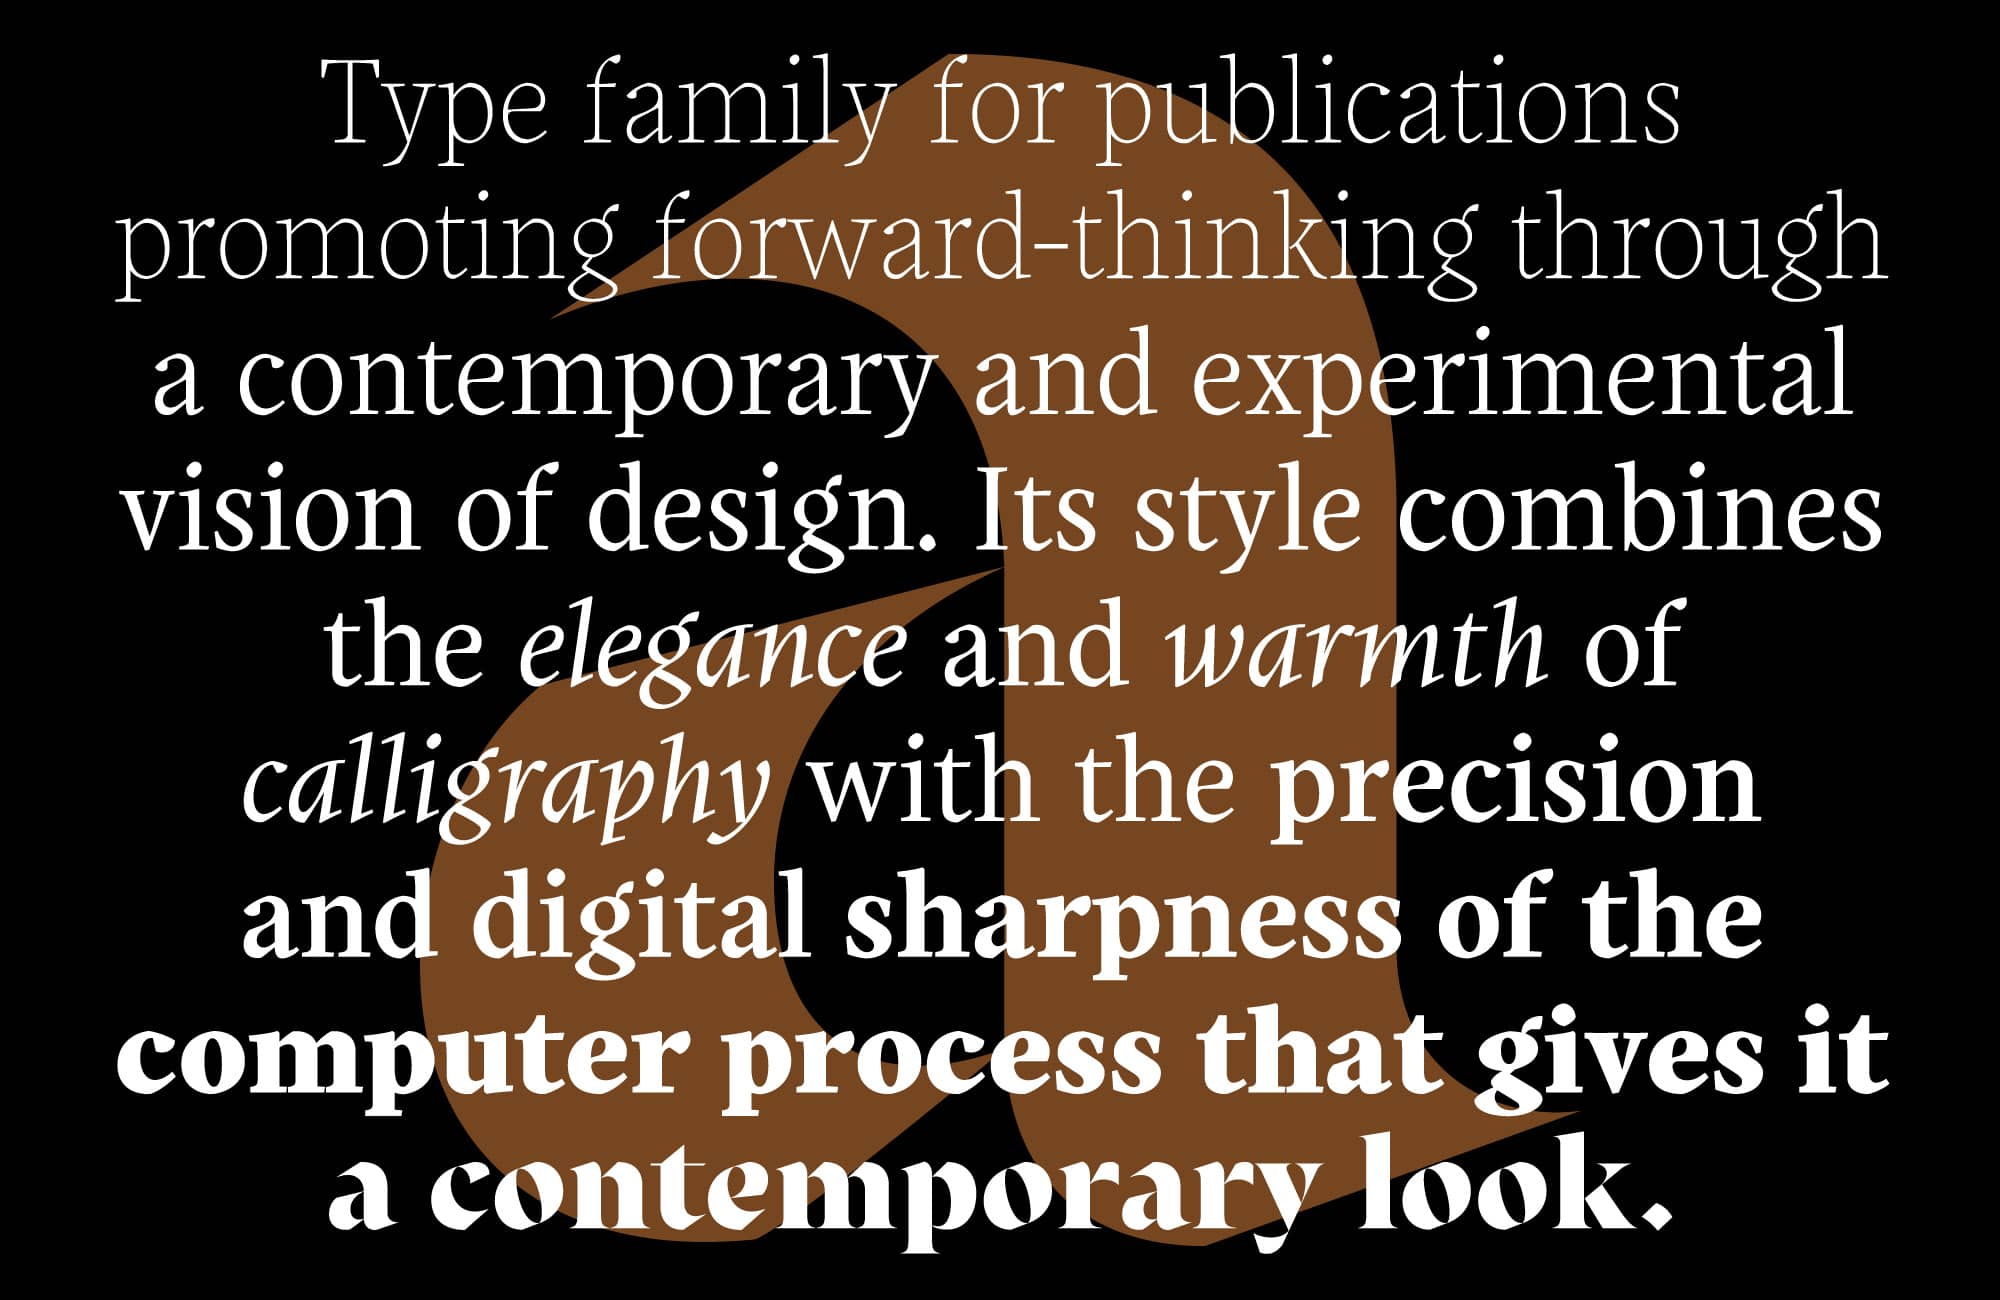 Type family for publications
promoting forward-thinking through
a contemporary and experimental
vision of design. Its style combines
the elegance and warmth of
calligraphy with the precision
and digital sharpness of the
computer process that gives it
a contemporary look.
a